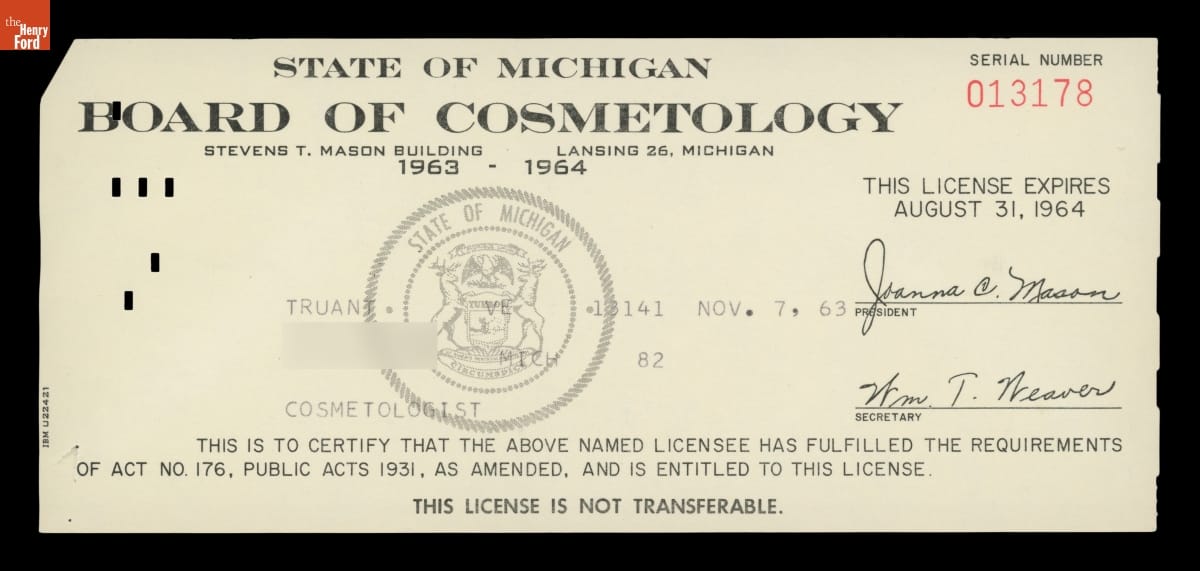 the
Henry
Ford
STATE OF MICHIGAN
BOARD OF COSMETOLOGY
STEVENS T. MASON BUILDING LANSING 26, MICHIGAN
1963 - 1964
SERIAL NUMBER
013178
THIS LICENSE EXPIRES
AUGUST 31, 1964
STATE OF MICHIGAN
TUEBOR
CIRCUMSPICE
TRUANT VE 13141 NOV. 7, 63
MICH 82
COSMETOLOGIST
Joanna C. Mason
PRESIDENT
Wm. T. Weaver
SECRETARY
IBM U22421
THIS IS TO CERTIFY THAT THE ABOVE NAMED LICENSEE HAS FULFILLED THE REQUIREMENTS
OF ACT NO. 176, PUBLIC ACTS 1931, AS AMENDED, AND IS ENTITLED TO THIS LICENSE.
THIS LICENSE IS NOT TRANSFERABLE.